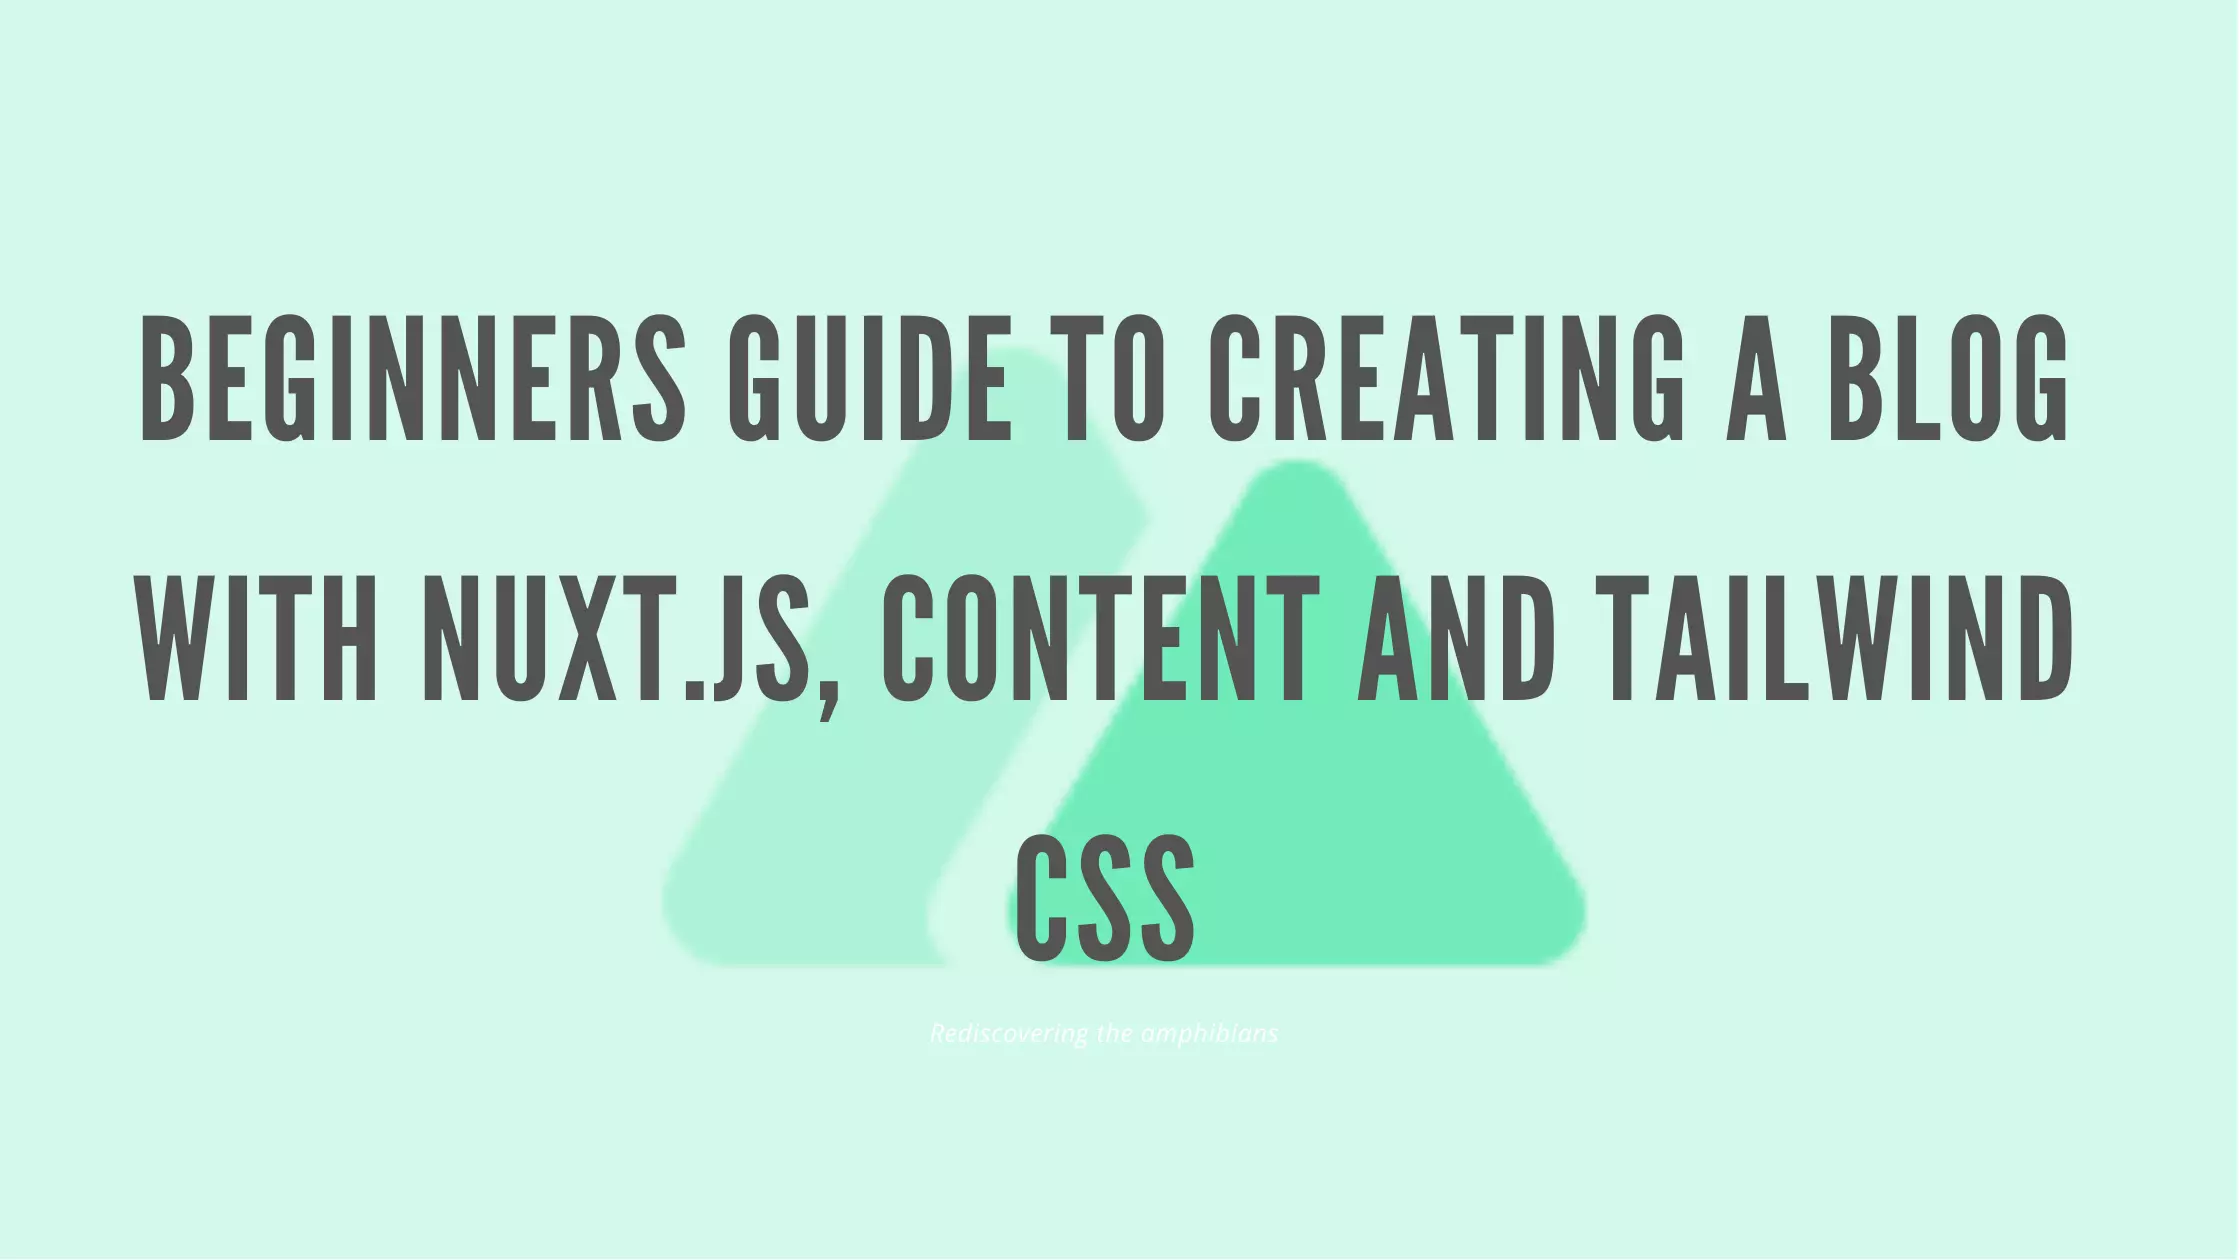 BEGINNERS GUIDE TO CREATING A BLOG
WITH NUXT.JS, CONTENT AND TAILWIND
CSS
Rediscovering the amphibians